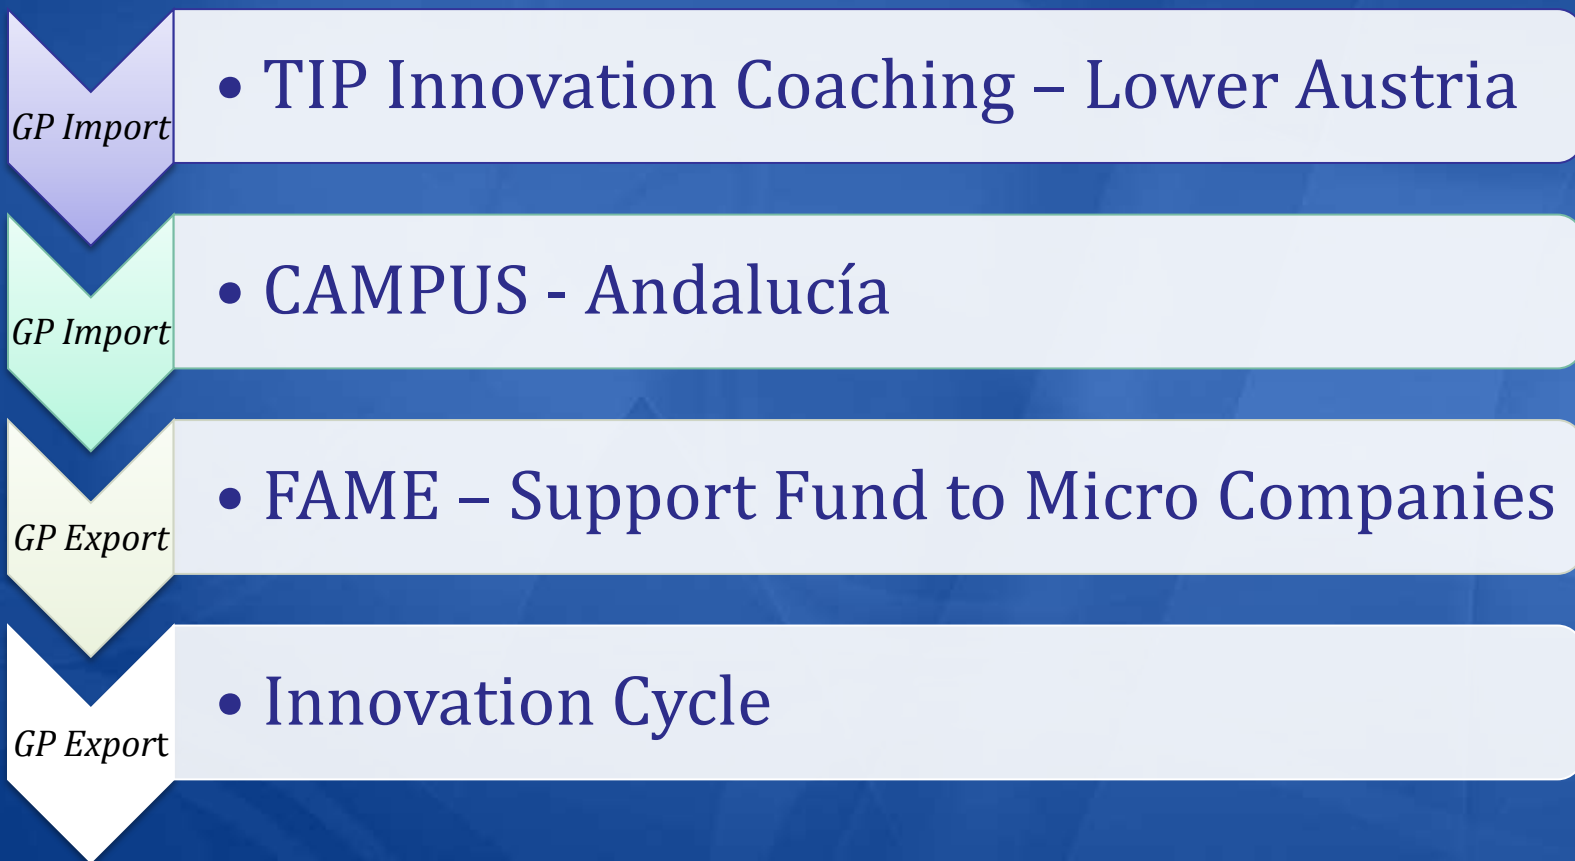 GP Import
• TIP Innovation Coaching – Lower Austria
GP Import
• CAMPUS - Andalucía
GP Export
• FAME – Support Fund to Micro Companies
GP Export
• Innovation Cycle